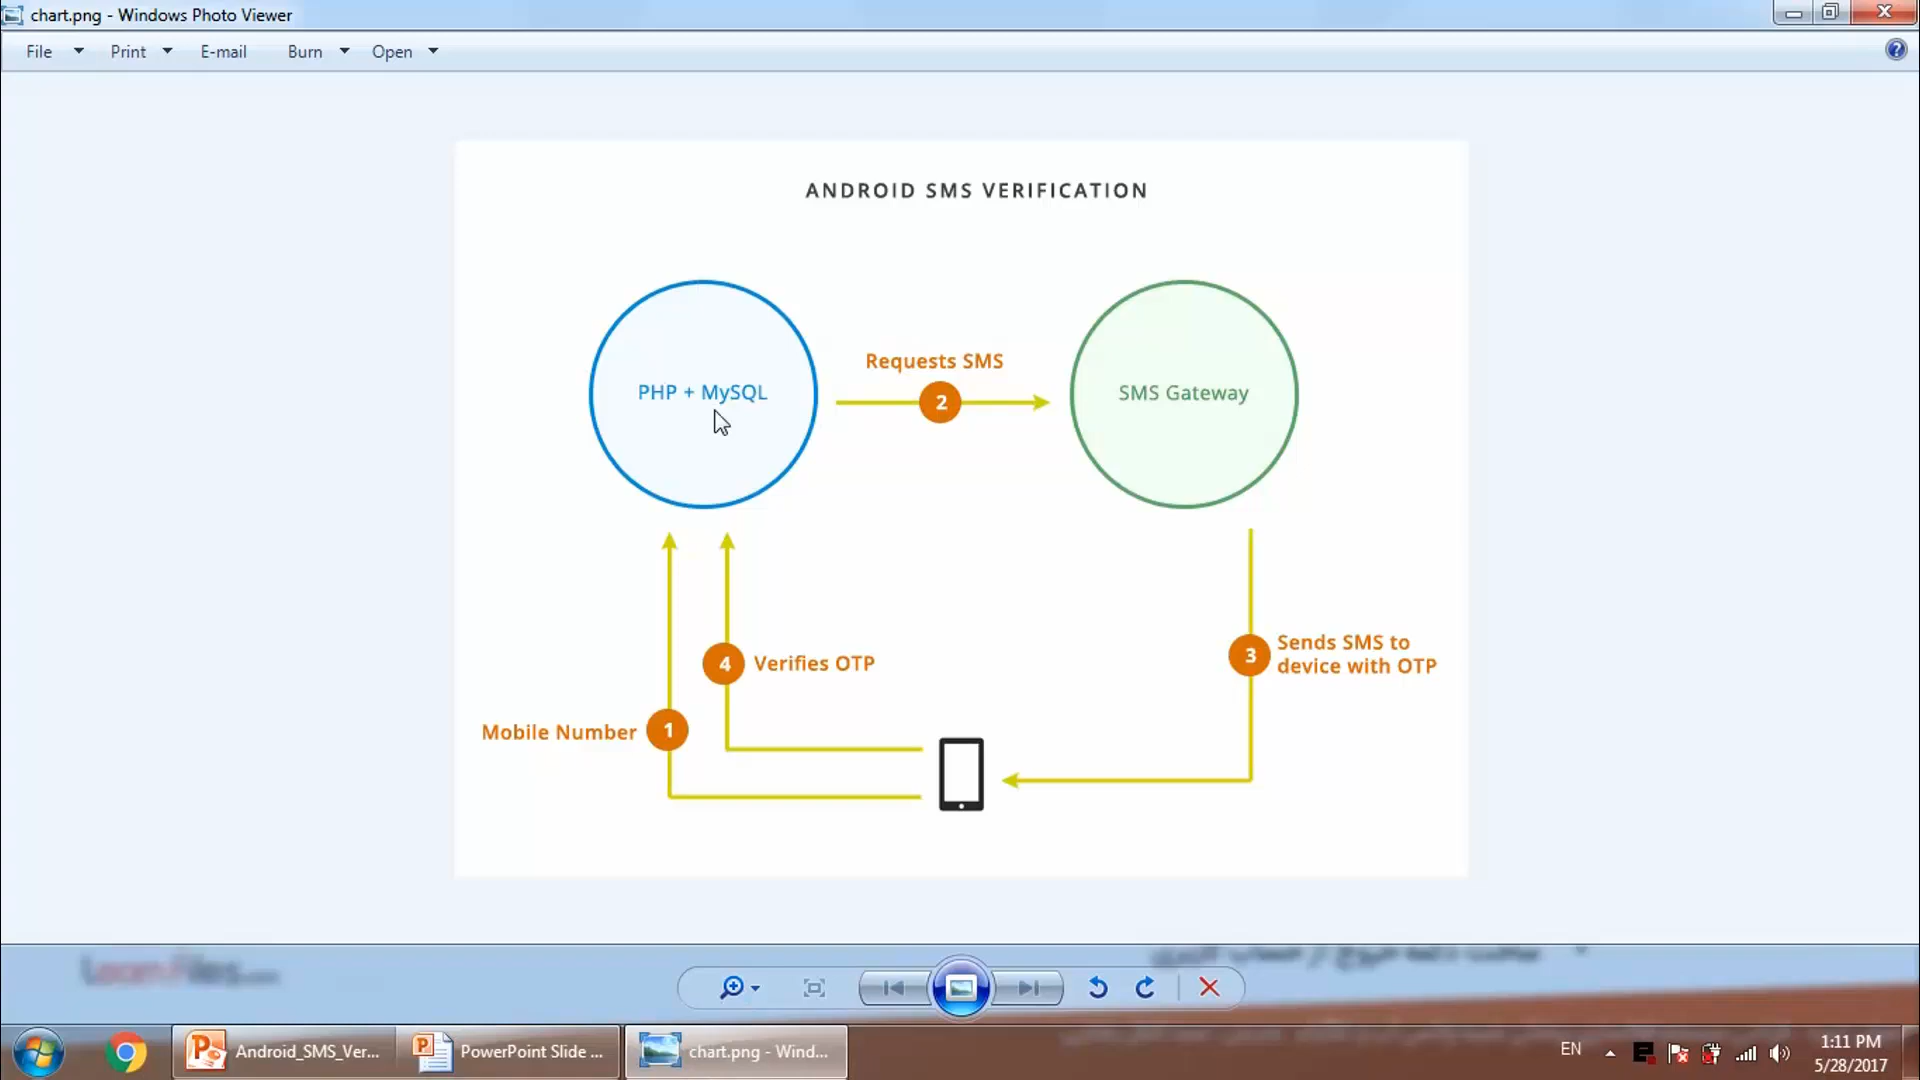 chart.png - Windows Photo Viewer
File Print E-mail Burn Open
ANDROID SMS VERIFICATION
Requests SMS
PHP + MySQL
2
SMS Gateway
Sends SMS to
3
device with OTP
4 Verifies OTP
Mobile Number 1
Android_SMS_Ver...
PowerPoint Slide ...
chart.png - Wind...
EN
1:11 PM
5/28/2017